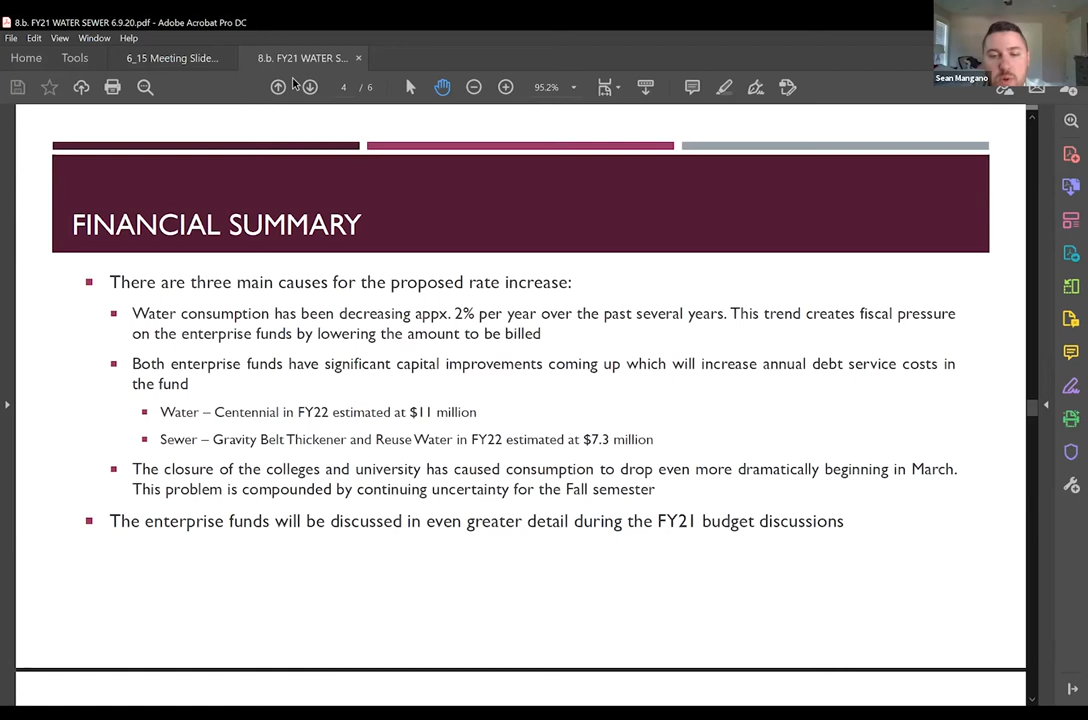 8.b. FY21 WATER SEWER 6.9.20.pdf - Adobe Acrobat Pro DC
File Edit View Window Help
Home Tools 6_15 Meeting Slide... 8.b. FY21 WATER S... ×
4 / 6 95.2%
Sean Mangano
FINANCIAL SUMMARY
There are three main causes for the proposed rate increase:
Water consumption has been decreasing appx. 2% per year over the past several years. This trend creates fiscal pressure
on the enterprise funds by lowering the amount to be billed
Both enterprise funds have significant capital improvements coming up which will increase annual debt service costs in
the fund
Water – Centennial in FY22 estimated at $11 million
Sewer – Gravity Belt Thickener and Reuse Water in FY22 estimated at $7.3 million
The closure of the colleges and university has caused consumption to drop even more dramatically beginning in March.
This problem is compounded by continuing uncertainty for the Fall semester
The enterprise funds will be discussed in even greater detail during the FY21 budget discussions